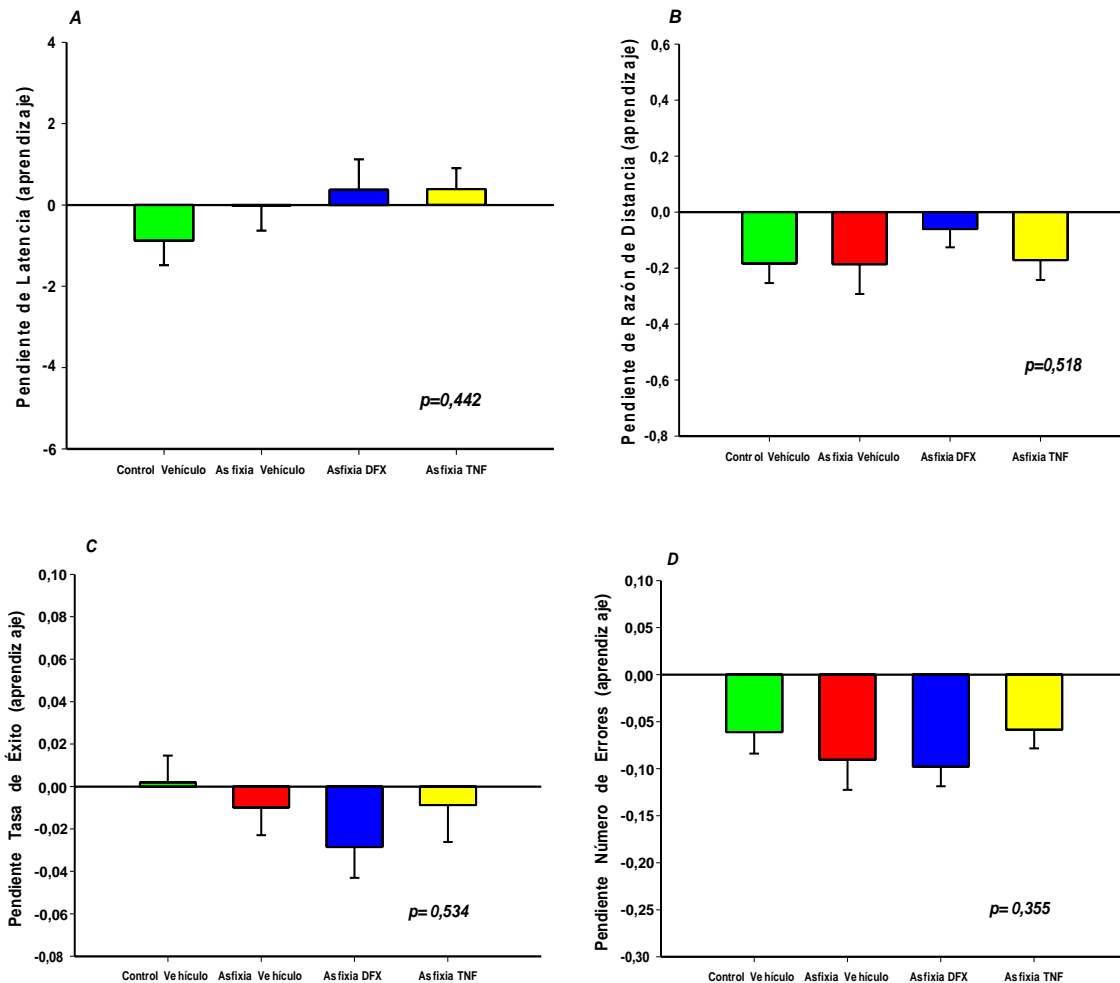 A
Pendiente de Latencia (aprendizaje)
4
2
0
-2
-4
-6
p=0,442
Control Vehículo Asfixia Vehículo Asfixia DFX Asfixia TNF
B
Pendiente de Razón de Distancia (aprendizaje)
0,6
0,4
0,2
0,0
-0,2
-0,4
-0,6
-0,8
p=0,518
Control Vehículo Asfixia Vehículo Asfixia DFX Asfixia TNF
C
Pendiente Tasa de Éxito (aprendizaje)
0,10
0,08
0,06
0,04
0,02
0,00
-0,02
-0,04
-0,06
-0,08
p=0,534
Control Vehículo Asfixia Vehículo Asfixia DFX Asfixia TNF
D
Pendiente Número de Errores (aprendizaje)
0,10
0,05
0,00
-0,05
-0,10
-0,15
-0,20
-0,25
-0,30
p=0,355
Control Vehículo Asfixia Vehículo Asfixia DFX Asfixia TNF